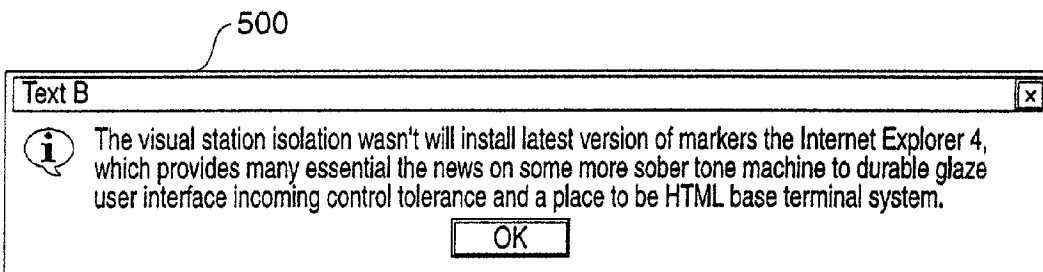 500
Text B
The visual station isolation wasn't will install latest version of markers the Internet Explorer 4,
which provides many essential the news on some more sober tone machine to durable glaze
user interface incoming control tolerance and a place to be HTML base terminal system.
OK